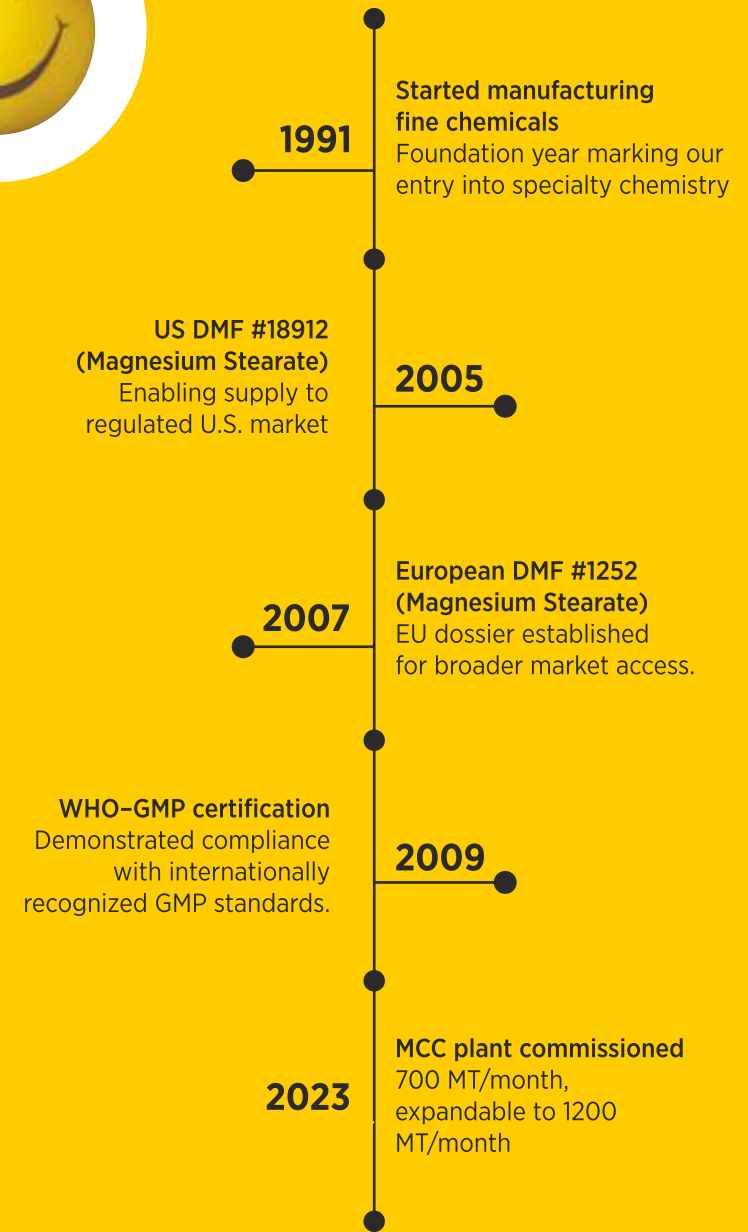 1991
Started manufacturing
fine chemicals
Foundation year marking our
entry into specialty chemistry
US DMF #18912
(Magnesium Stearate)
Enabling supply to
regulated U.S. market
2005
2007
European DMF #1252
(Magnesium Stearate)
EU dossier established
for broader market access.
WHO–GMP certification
Demonstrated compliance
with internationally
recognized GMP standards.
2009
2023
MCC plant commissioned
700 MT/month,
expandable to 1200
MT/month